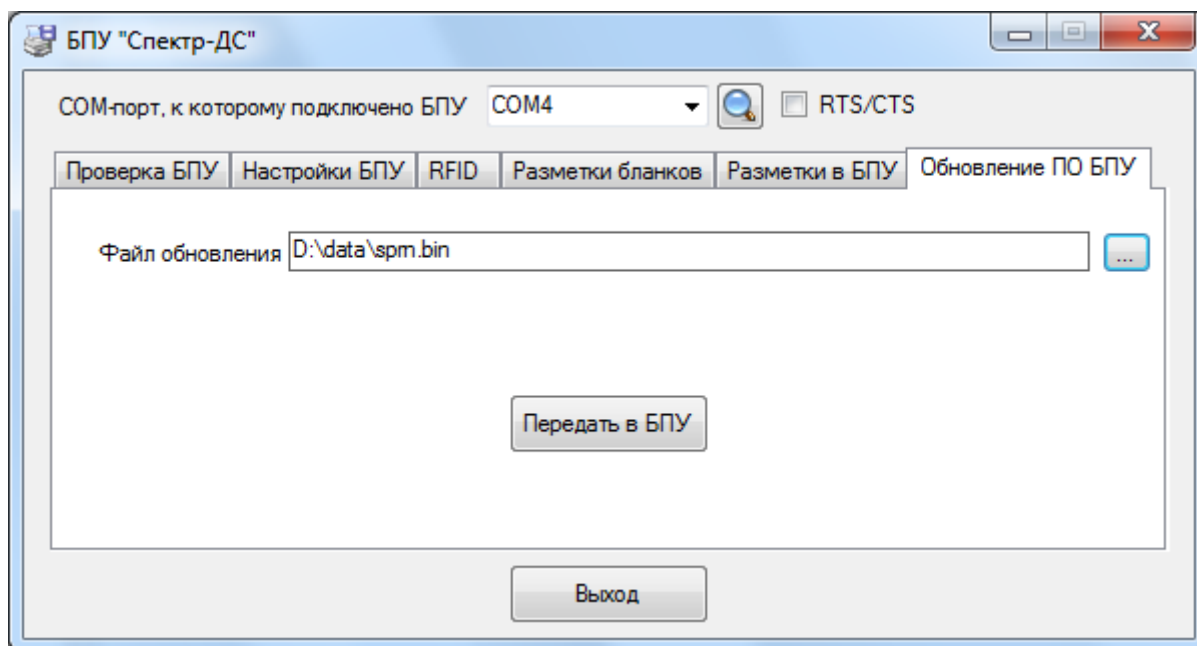 БПУ "Спектр-ДС"
COM-порт, к которому подключено БПУ COM4 RTS/CTS
Проверка БПУ Настройки БПУ RFID Разметки бланков Разметки в БПУ Обновление ПО БПУ
Файл обновления D:\data\spm.bin ...
Передать в БПУ
Выход